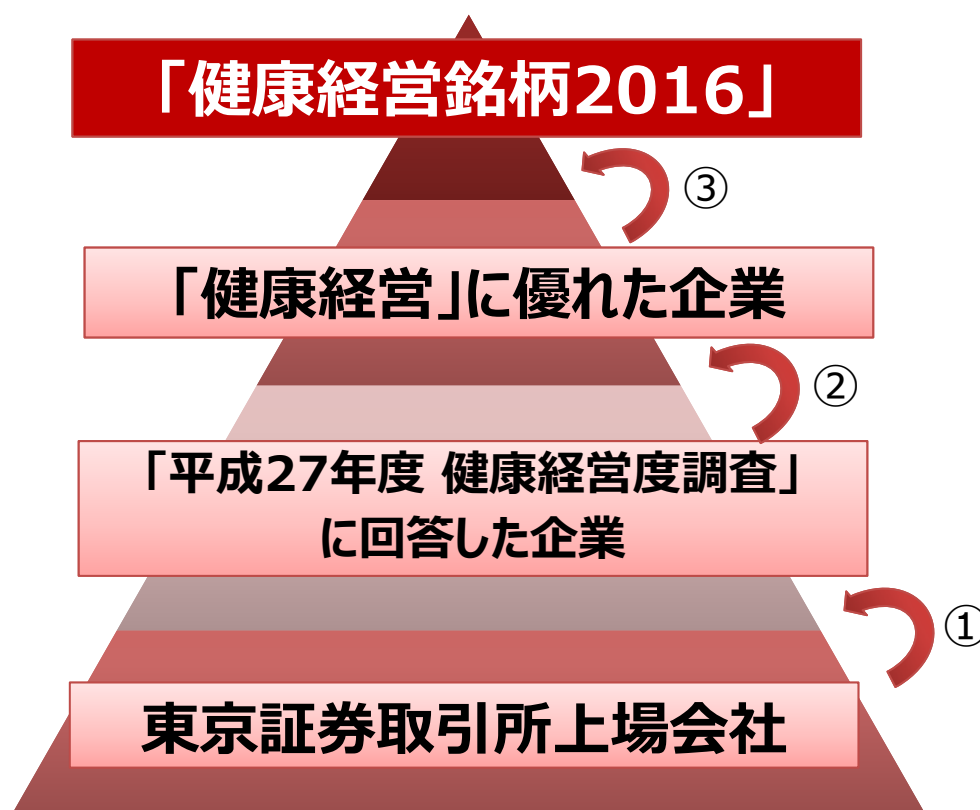 「健康経営銘柄2016」
③
「健康経営」に優れた企業
②
「平成27年度 健康経営度調査」
に回答した企業
①
東京証券取引所上場会社